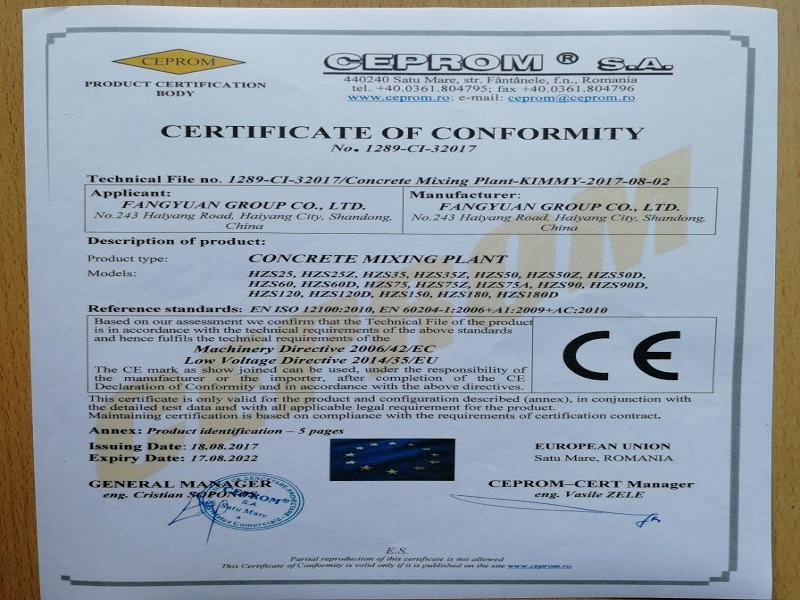 CEPROM
PRODUCT CERTIFICATION
BODY
CEPROM ® S.A.
440240 Satu Mare, str. Fântânele, f.n., Romania
tel. +40.0361.804795; fax +40.0361.804796
www.ceprom.ro; e-mail: ceprom@ceprom.ro
CERTIFICATE OF CONFORMITY
No. 1289-CI-32017
Technical File no. 1289-CI-32017/Concrete Mixing Plant-KIMMY-2017-08-02
Applicant:
FANGYUAN GROUP CO., LTD.
No.243 Haiyang Road, Haiyang City, Shandong,
China
Manufacturer:
FANGYUAN GROUP CO., LTD.
No.243 Haiyang Road, Haiyang City, Shandong,
China
Description of product:
Product type: CONCRETE MIXING PLANT
Models: HZS25, HZS25Z, HZS35, HZS35Z, HZS50, HZS50Z, HZS50D,
HZS60, HZS60D, HZS75, HZS75Z, HZS75A, HZS90, HZS90D,
HZS120, HZS120D, HZS150, HZS180, HZS180D
Reference standards: EN ISO 12100:2010, EN 60204-1:2006+A1:2009+AC:2010
Based on our assessment we confirm that the Technical File of the product
is in accordance with the technical requirements of the above standards
and hence fulfils the technical requirements of the
Machinery Directive 2006/42/EC
Low Voltage Directive 2014/35/EU
The CE mark as show joined can be used, under the responsibility of
the manufacturer or the importer, after completion of the CE
Declaration of Conformity and in accordance with the above directives.
CE
This certificate is only valid for the product and configuration described (annex), in conjunction with
the detailed test data and with all applicable legal requirement for the product.
Maintaining certification is based on compliance with the requirements of certification contract.
Annex: Product identification – 5 pages
Issuing Date: 18.08.2017
Expiry Date: 17.08.2022
EUROPEAN UNION
Satu Mare, ROMANIA
GENERAL MANAGER
eng. Cristian
CEPROM
S.A.
Satu Mare
CEPROM–CERT Manager
eng. Vasile ZELE
E.S.
Partial reproduction of this certificate is not allowed
This Certificate of Conformity is valid only if it is published on the site www.ceprom.ro